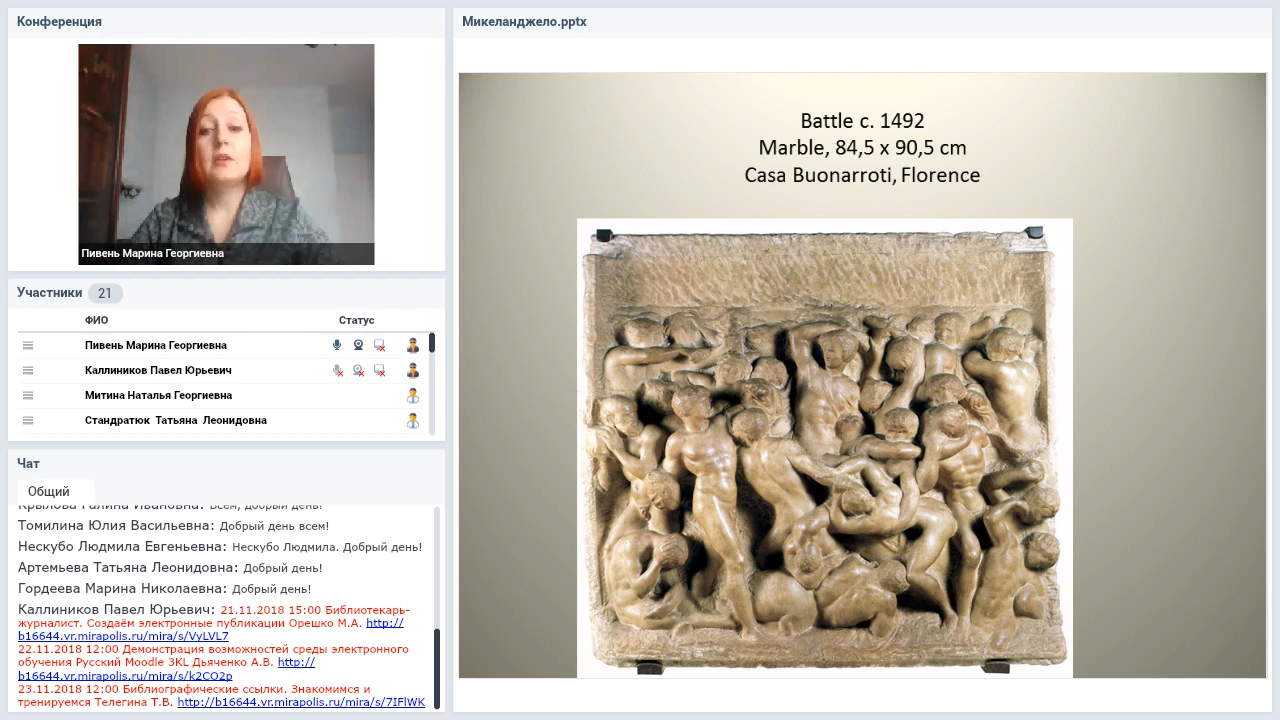 Конференция
Пивень Марина Георгиевна
Участники 21
ФИО Статус
Пивень Марина Георгиевна
Каллиников Павел Юрьевич
Митина Наталья Георгиевна
Стандратюк Татьяна Леонидовна
Чат
Общий
Крылова Галина Ивановна: Всем, добрый день!
Томилина Юлия Васильевна: Добрый день всем!
Нескубо Людмила Евгеньевна: Нескубо Людмила. Добрый день!
Артемьева Татьяна Леонидовна: Добрый день!
Гордеева Марина Николаевна: Добрый день!
Каллиников Павел Юрьевич: 21.11.2018 15:00 Библиотекарь-
журналист. Создаём электронные публикации Орешко М.А. http://
b16644.vr.mirapolis.ru/mira/s/VyLVL7
22.11.2018 12:00 Демонстрация возможностей среды электронного
обучения Русский Moodle 3KL Дьяченко А.В. http://
b16644.vr.mirapolis.ru/mira/s/k2CO2p
23.11.2018 12:00 Библиографические ссылки. Знакомимся и
тренируемся Телегина Т.В. http://b16644.vr.mirapolis.ru/mira/s/7IFlWK
Микеланджело.pptx
Battle c. 1492
Marble, 84,5 x 90,5 cm
Casa Buonarroti, Florence